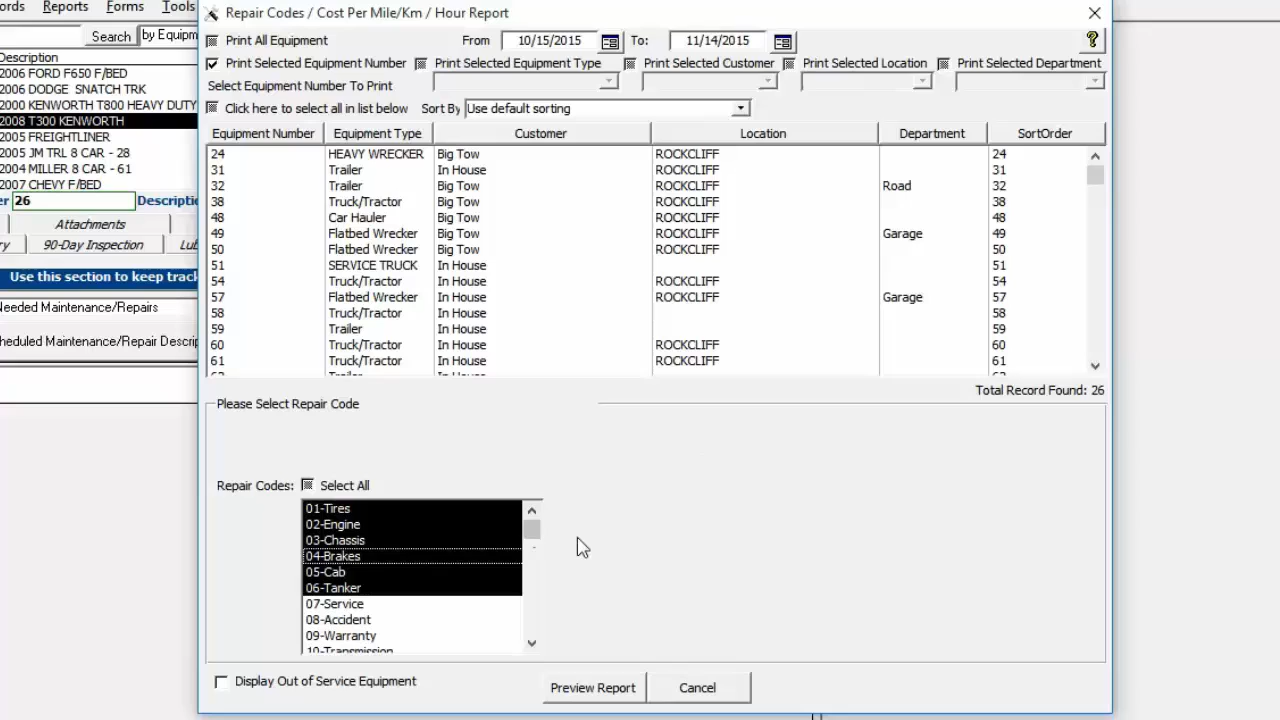 ords Reports Forms Tools
Search by Equipm
Description
2006 FORD F650 F/BED
2006 DODGE SNATCH TRK
2000 KENWORTH T800 HEAVY DUTY
2008 T300 KENWORTH
2005 FREIGHTLINER
2005 JM TRL 8 CAR - 28
2004 MILLER 8 CAR - 61
2007 CHEVY F/BED
er 26 Descriptio
Attachments
ry 90-Day Inspection Lub
Use this section to keep track
Needed Maintenance/Repairs
heduled Maintenance/Repair Descrip
Repair Codes / Cost Per Mile/Km / Hour Report
Print All Equipment From 10/15/2015 To: 11/14/2015 ?
Print Selected Equipment Number Print Selected Equipment Type Print Selected Customer Print Selected Location Print Selected Department
Select Equipment Number To Print
Click here to select all in list below Sort By Use default sorting
Equipment Number Equipment Type Customer Location Department SortOrder
24 HEAVY WRECKER Big Tow ROCKCLIFF 24
31 Trailer In House ROCKCLIFF 31
32 Trailer Big Tow ROCKCLIFF Road 32
38 Truck/Tractor Big Tow ROCKCLIFF 38
48 Car Hauler Big Tow ROCKCLIFF 48
49 Flatbed Wrecker Big Tow ROCKCLIFF Garage 49
50 Flatbed Wrecker Big Tow ROCKCLIFF 50
51 SERVICE TRUCK In House 51
54 Truck/Tractor In House ROCKCLIFF 54
57 Flatbed Wrecker In House ROCKCLIFF Garage 57
58 Truck/Tractor In House 58
59 Trailer In House 59
60 Truck/Tractor In House ROCKCLIFF 60
61 Truck/Tractor In House ROCKCLIFF 61
Trailer In House
Total Record Found: 26
Please Select Repair Code
Repair Codes: Select All
01-Tires
02-Engine
03-Chassis
04-Brakes
05-Cab
06-Tanker
07-Service
08-Accident
09-Warranty
10-Transmission
Display Out of Service Equipment Preview Report Cancel